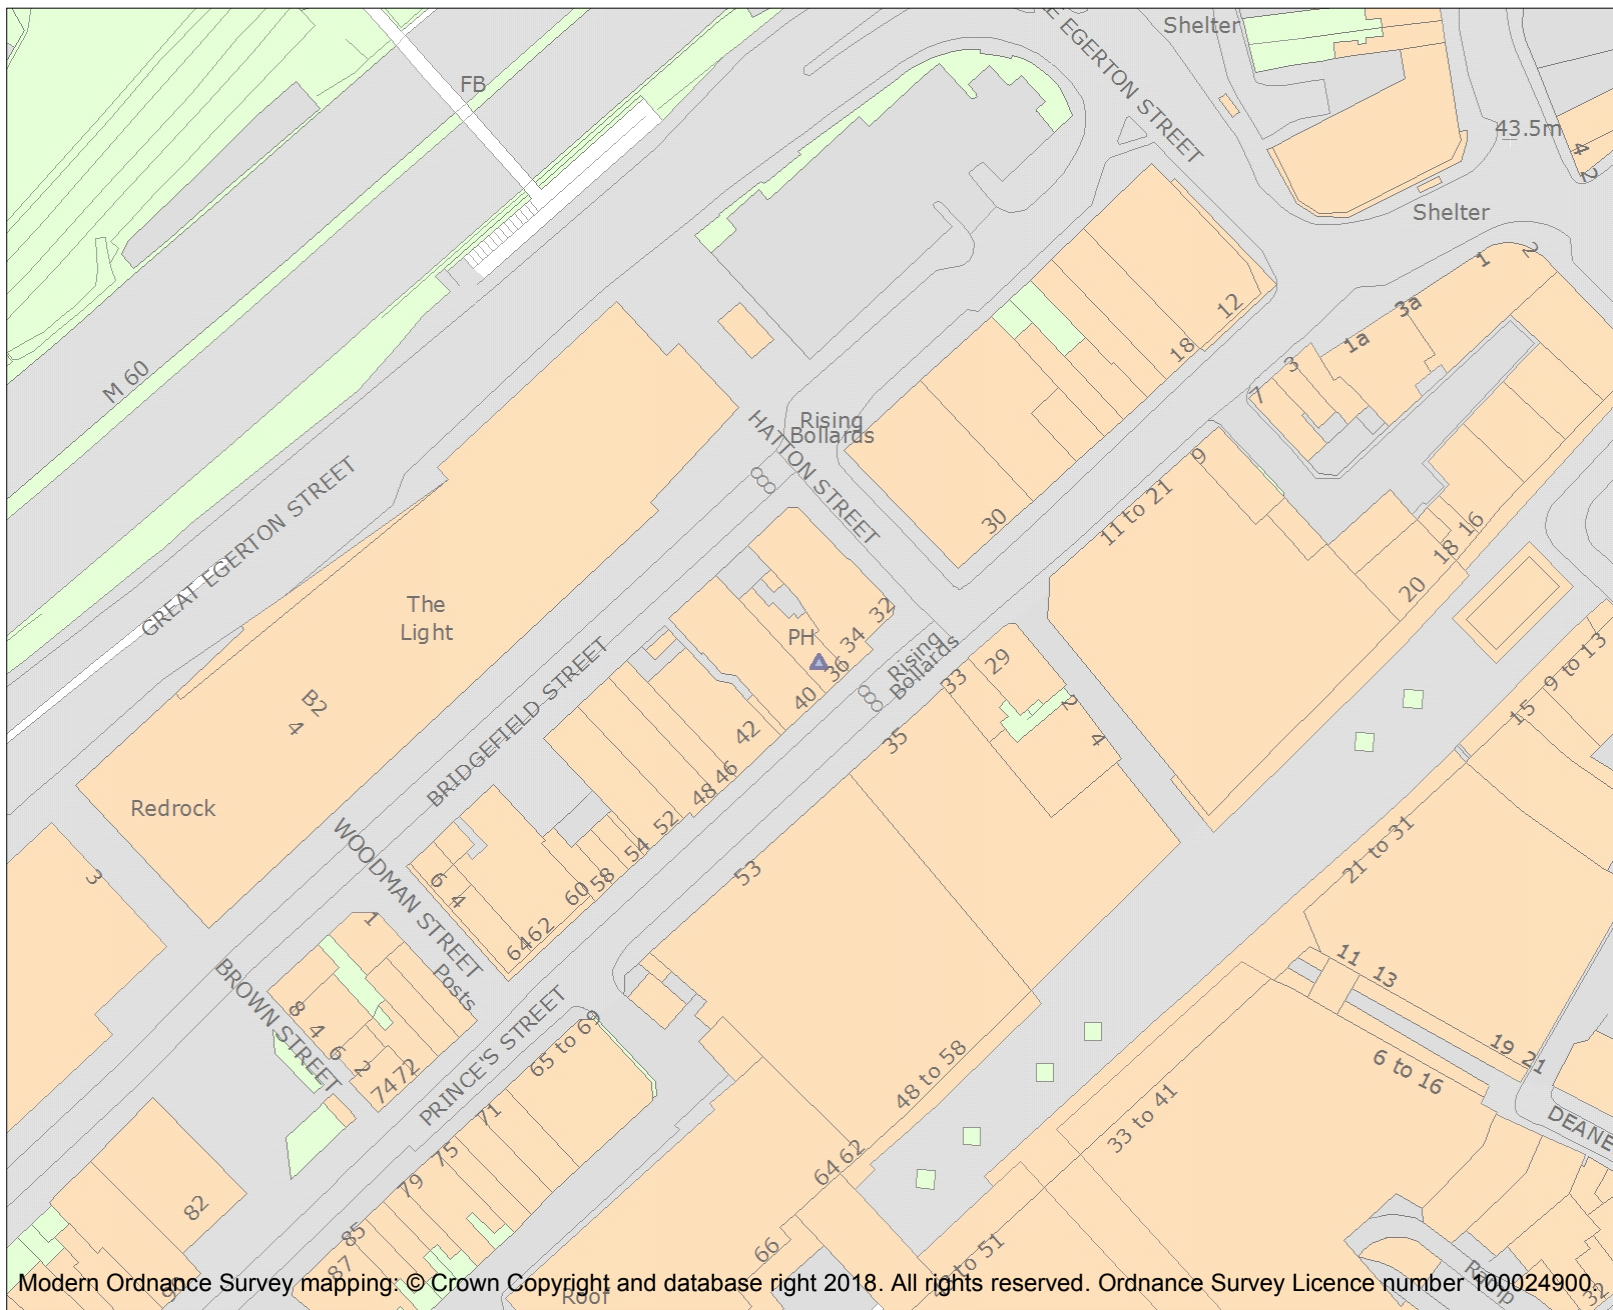 Shelter
E EGERTON STREET
FB
43.5m
4
2
Shelter
1
2
3a
12
1a
18
3
M 60
7
Rising
Bollards
HATTON STREET
9
11 to 21
30
16
18
20
GREAT EGERTON STREET
The
Light
32
PH
34
36
Rising
Bollards
29
33
9 to 13
B2
4
40
2
15
42
35
4
BRIDGEFIELD STREET
46
48
Redrock
52
54
21 to 31
WOODMAN STREET
53
3
6
4
58
60
62
64
1
11
13
Posts
BROWN STREET
8
4
6
2
PRINCE'S STREET
65 to 69
72
74
48 to 58
19
21
6 to 16
71
33 to 41
DEANE
75
62
64
79
82
85
66
87
to 51
Ramp
32
Roof
Modern Ordnance Survey mapping: © Crown Copyright and database right 2018. All rights reserved. Ordnance Survey Licence number 100024900.